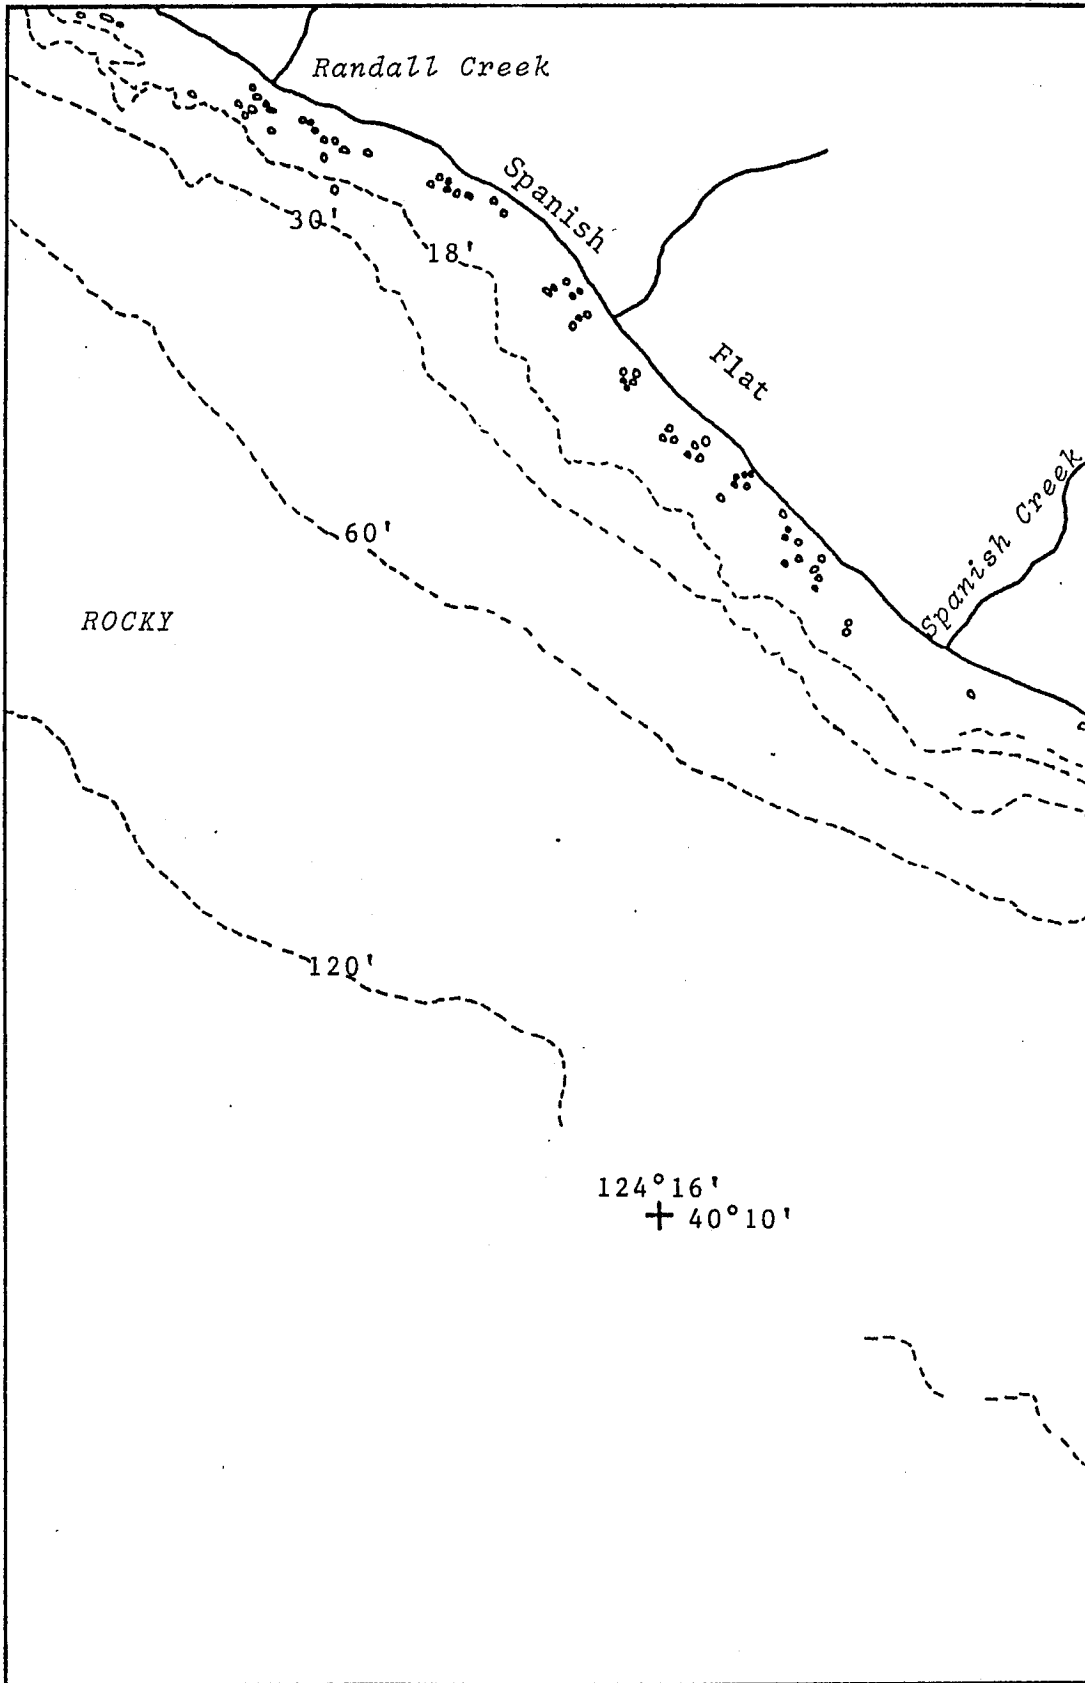 Randall Creek
Spanish
30'
18'
Flat
Spanish Creek
60'
ROCKY
120'
124°16'
40°10'